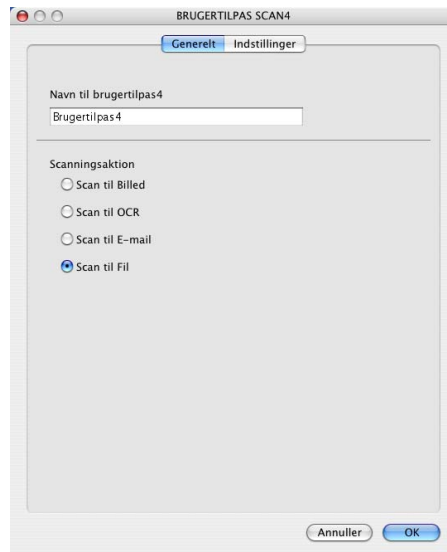 BRUGERTILPAS SCAN4
Generelt Indstillinger
Navn til brugertilpas4
Brugertilpas4
Scanningsaktion
Scan til Billed
Scan til OCR
Scan til E-mail
Scan til Fil
Annuller OK